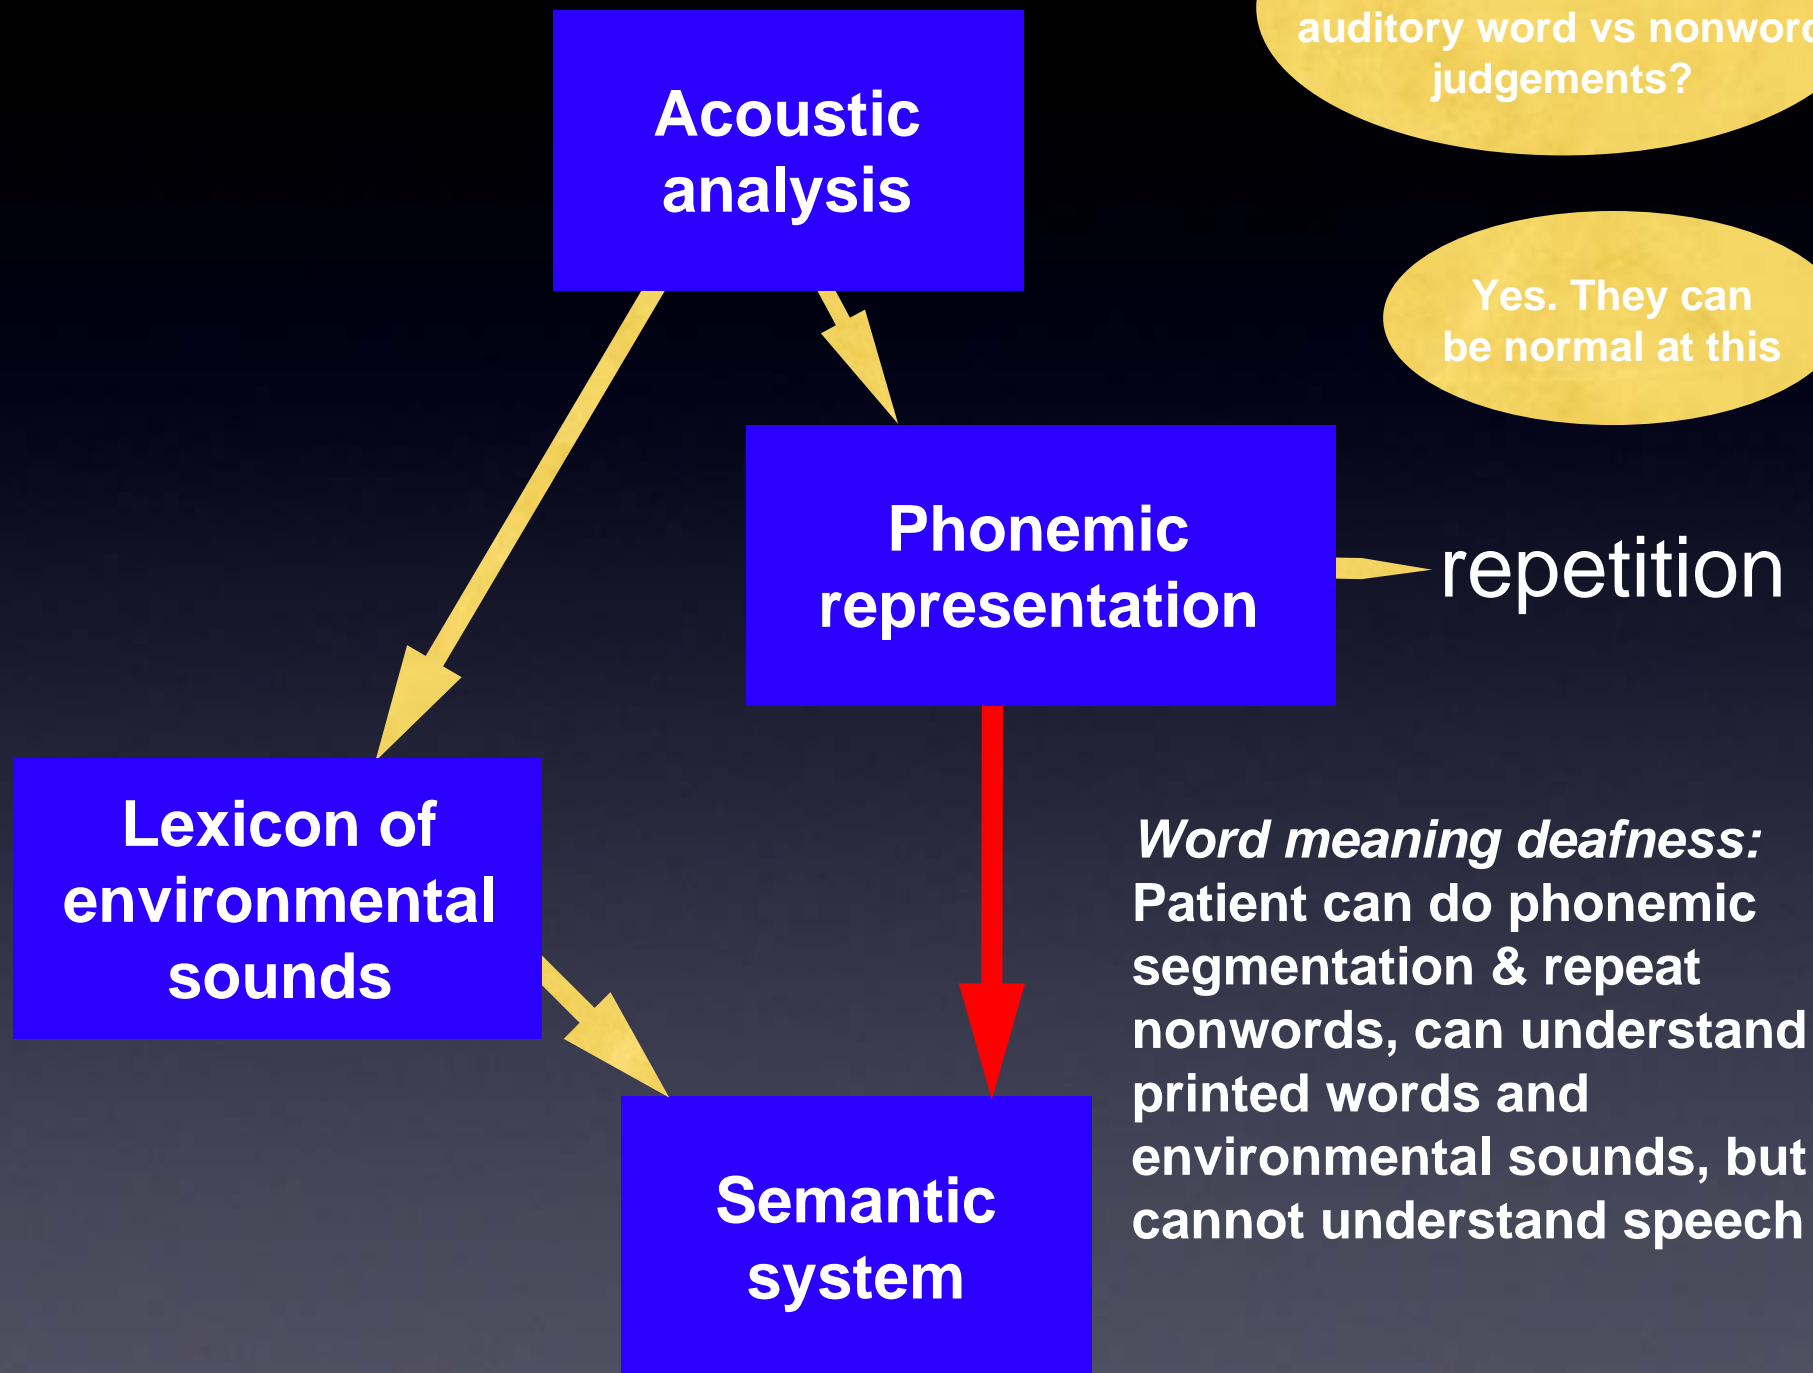 auditory word vs nonword
judgements?
Acoustic
analysis
Yes. They can
be normal at this
Phonemic
representation
repetition
Lexicon of
environmental
sounds
Word meaning deafness:
Patient can do phonemic
segmentation & repeat
nonwords, can understand
printed words and
environmental sounds, but
cannot understand speech
Semantic
system